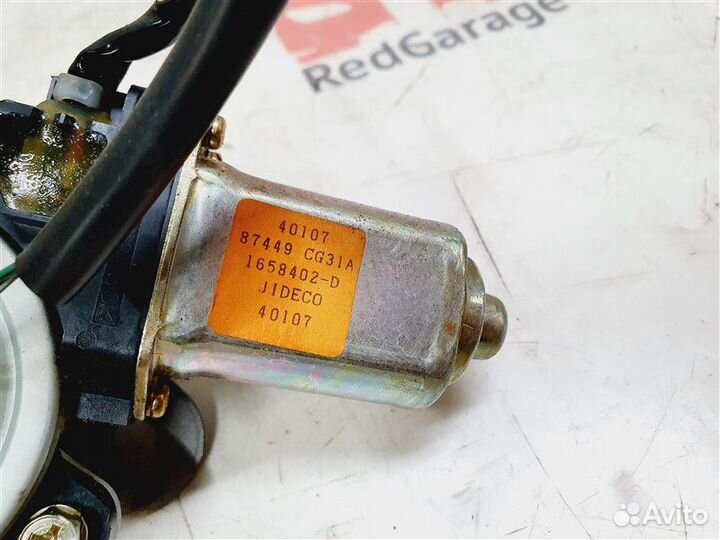 RedGarage
40107
87449 CG31A
1658402-D
JIDECO
40107
Avito